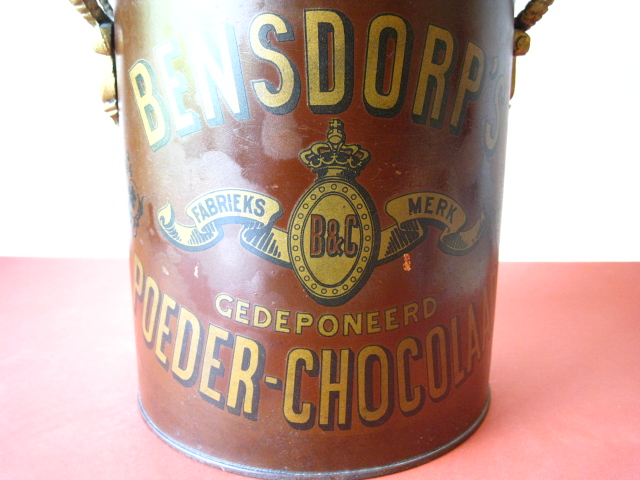 BENSDORP'S
FABRIEKS MERK
B&C
GEDEPONEERD
POEDER-CHOCOLAA